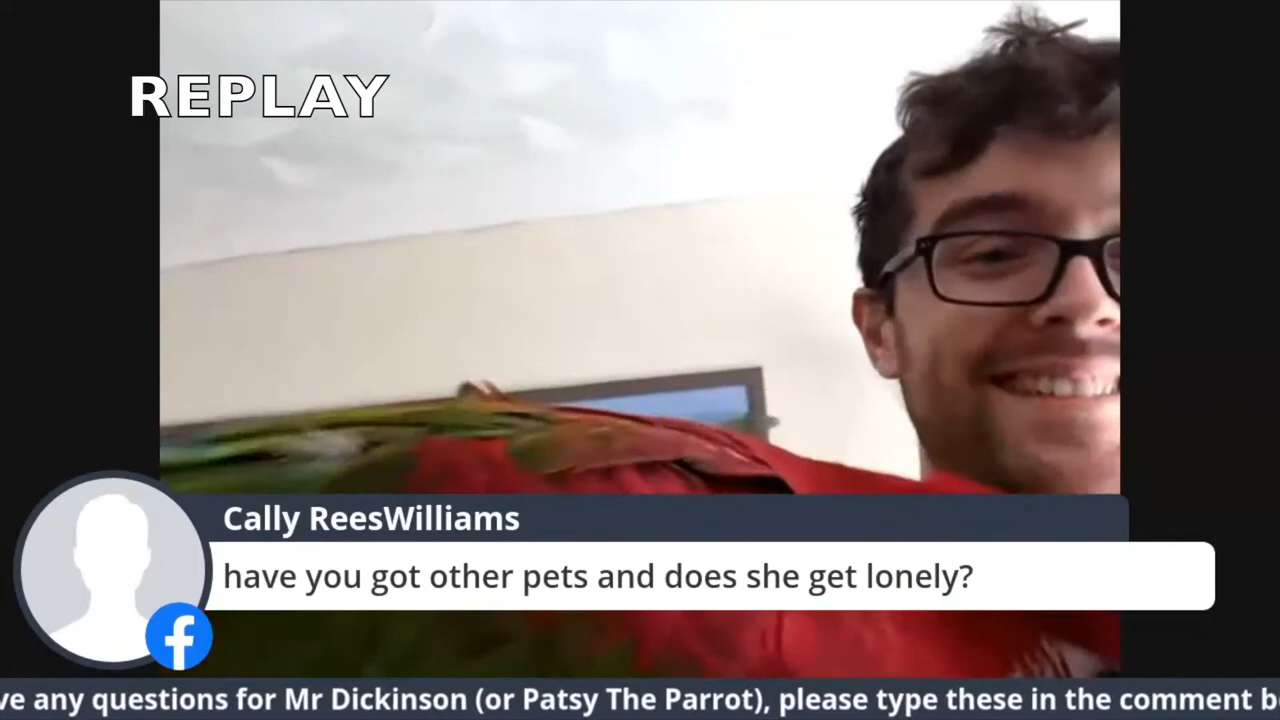 REPLAY
Cally ReesWilliams
have you got other pets and does she get lonely?
ve any questions for Mr Dickinson (or Patsy The Parrot), please type these in the comment b